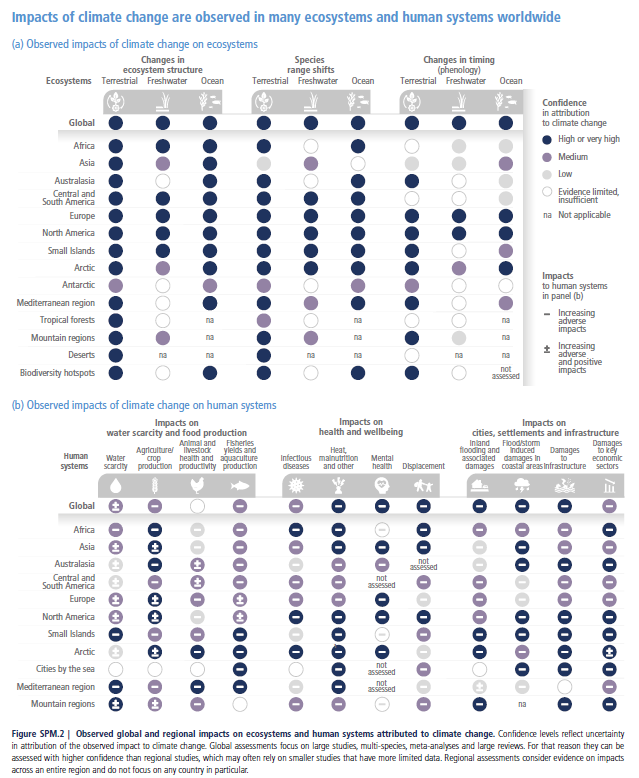 Impacts of climate change are observed in many ecosystems and human systems worldwide
(a) Observed impacts of climate change on ecosystems
Changes in
ecosystem structure
Species
range shifts
Changes in timing
(phenology)
Ecosystems Terrestrial Freshwater Ocean Terrestrial Freshwater Ocean Terrestrial Freshwater Ocean
Global
Africa
Asia
Australasia
Central and
South America
Europe
North America
Small Islands
Arctic
Antarctic
Mediterranean region
Tropical forests na na na
Mountain regions na na na
Deserts na na na na na na
Biodiversity hotspots not
assessed
Confidence
in attribution
to climate change
High or very high
Medium
Low
Evidence limited,
insufficient
na Not applicable
Impacts
to human systems
in panel (b)
− Increasing
adverse
impacts
± Increasing
adverse
and positive
impacts
(b) Observed impacts of climate change on human systems
Impacts on
water scarcity and food production
Impacts on
health and wellbeing
Impacts on
cities, settlements and infrastructure
Human
systems
Water
scarcity
Agriculture/
crop
production
Animal and
livestock
health and
productivity
Fisheries
yields and
aquaculture
production
Infectious
diseases
Heat,
malnutrition
and other
Mental
health
Displacement
Inland
flooding and
associated
damages
Flood/storm
induced
damages in
coastal areas
Damages
to
infrastructure
Damages
to key
economic
sectors
Global ± − − − − − − − − − −
Africa − − − − − − − − − − − −
Asia ± ± − − − − − − − − − −
Australasia − − ± − − − − not
assessed − − − −
Central and
South America ± − ± − − − not
assessed − − − − −
Europe ± ± − ± − − − − − − − −
North America ± ± − ± − − − − − − − −
Small Islands − − − − − − − − − − − −
Arctic − ± − − − − − − − − − ±
Cities by the sea − − not
assessed − − − −
Mediterranean region − − − − − − not
assessed − ± − −
Mountain regions ± ± − − − − − na − −
Figure SPM.2 | Observed global and regional impacts on ecosystems and human systems attributed to climate change. Confidence levels reflect uncertainty
in attribution of the observed impact to climate change. Global assessments focus on large studies, multi-species, meta-analyses and large reviews. For that reason they can be
assessed with higher confidence than regional studies, which may often rely on smaller studies that have more limited data. Regional assessments consider evidence on impacts
across an entire region and do not focus on any country in particular.